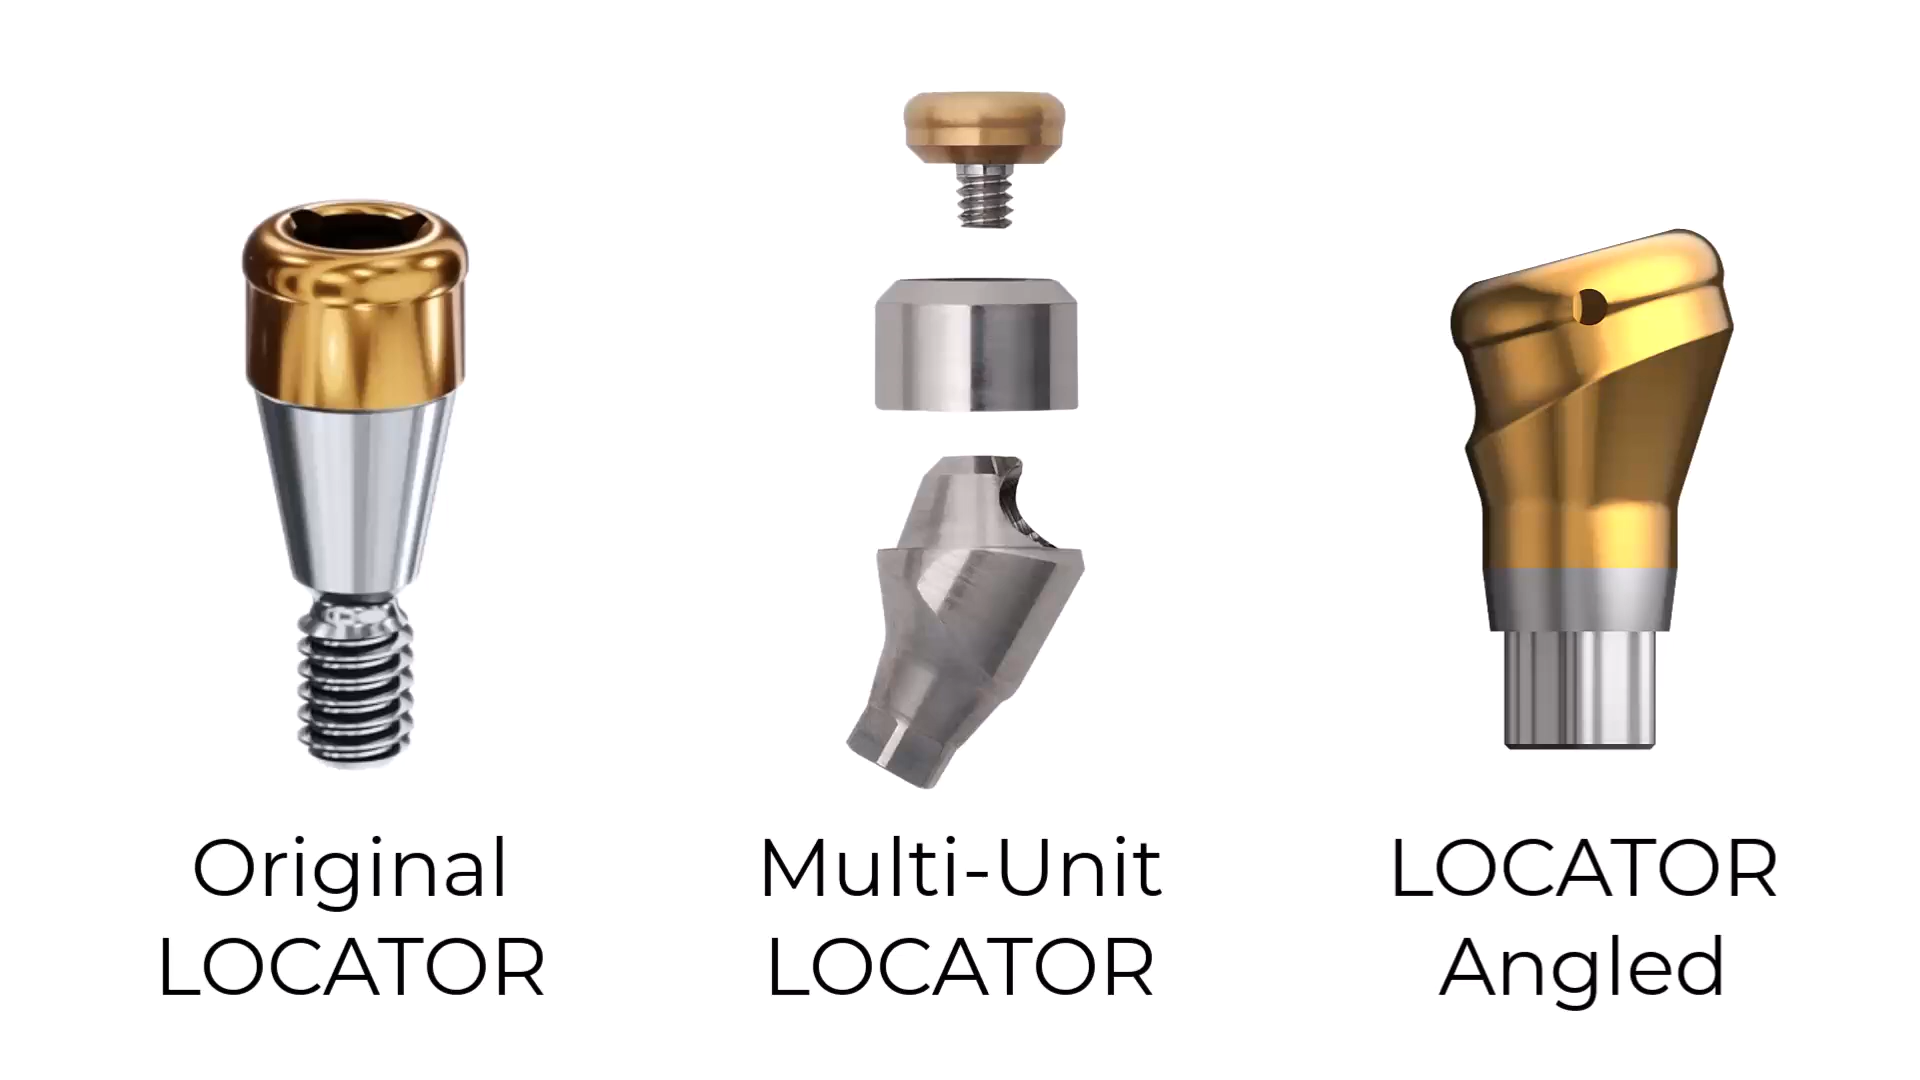 Original
LOCATOR
Multi-Unit
LOCATOR
LOCATOR
Angled